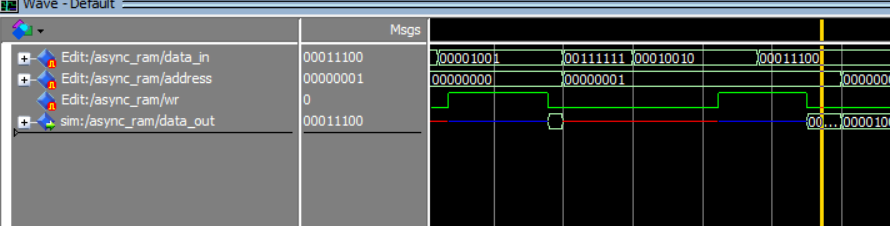 Wave - Default
Msgs
Edit:/async_ram/data_in 00011100 00001001 00111111 00010010 00011100
Edit:/async_ram/address 00000001 00000000 00000001 0000000
Edit:/async_ram/wr 0
sim:/async_ram/data_out 00011100 00... 0000100